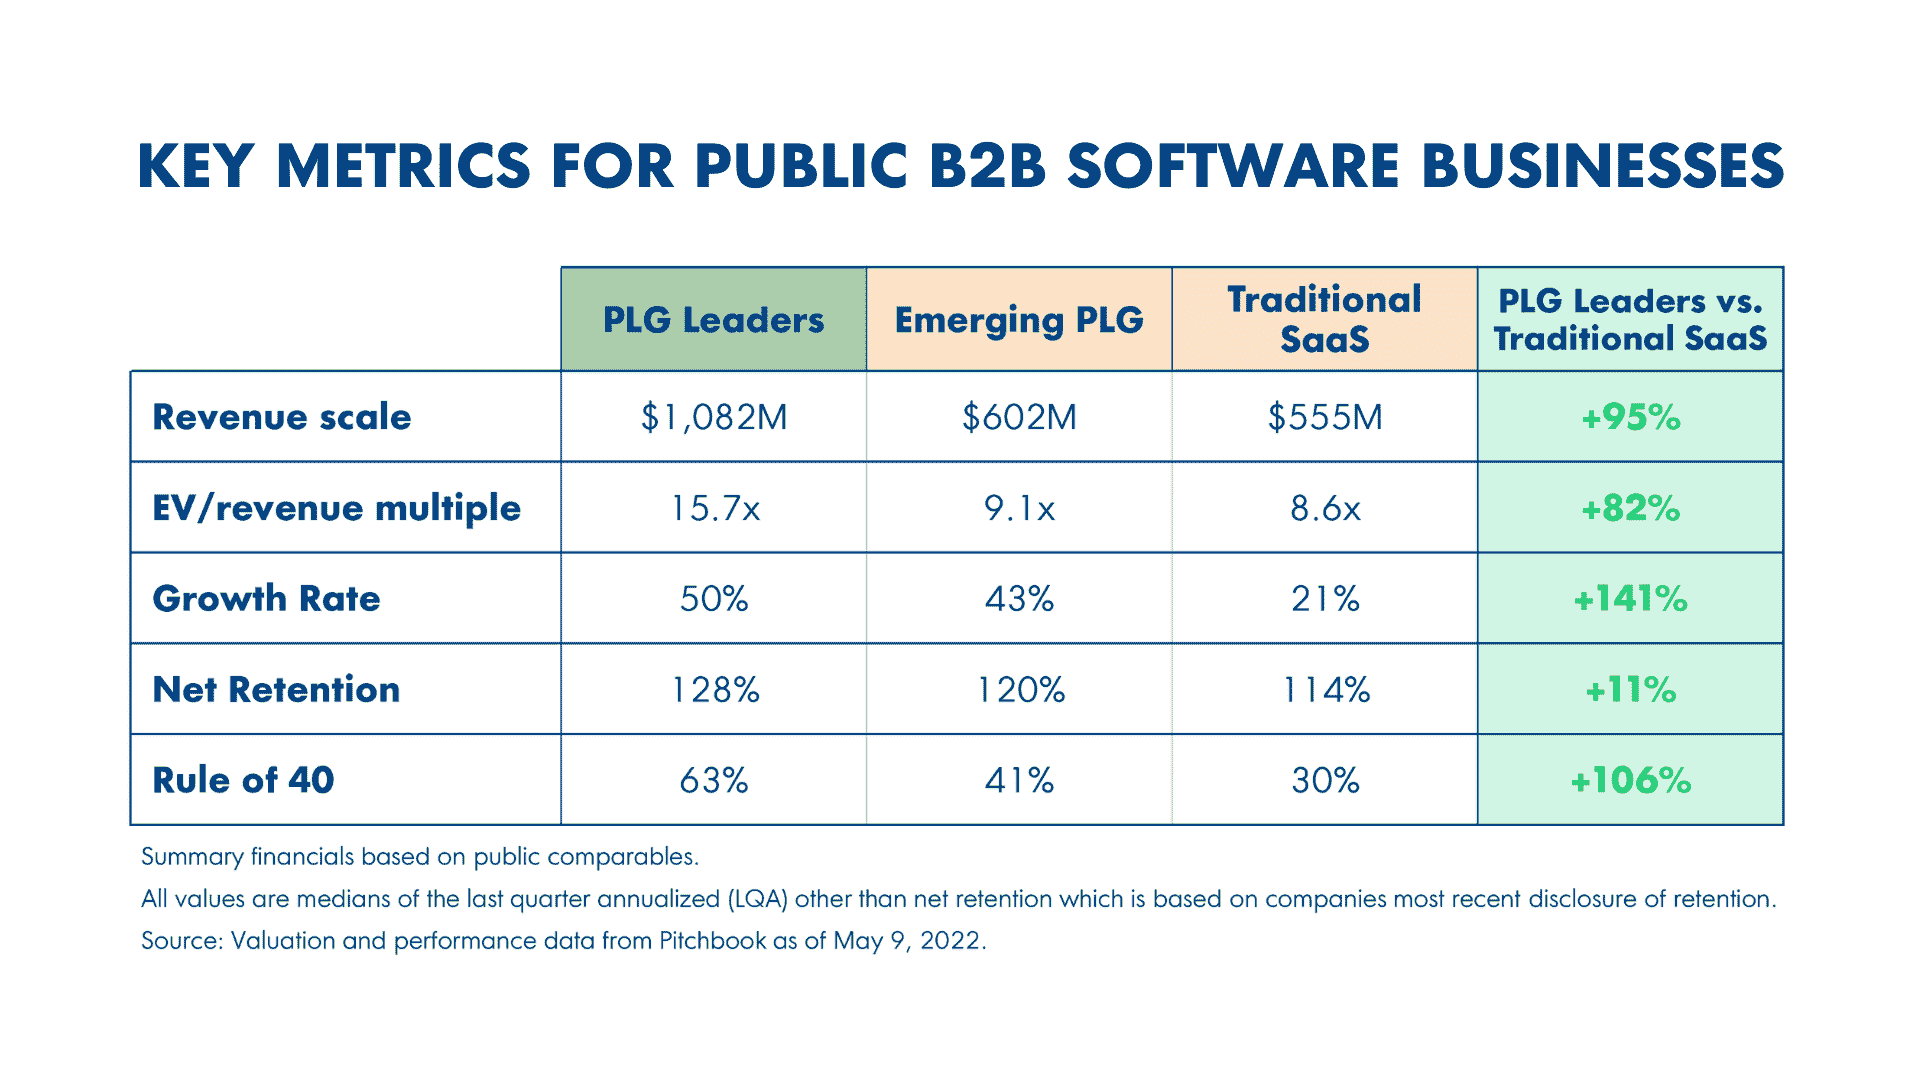 KEY METRICS FOR PUBLIC B2B SOFTWARE BUSINESSES
PLG Leaders
Emerging PLG
Traditional
SaaS
PLG Leaders vs.
Traditional SaaS
Revenue scale
$1,082M
$602M
$555M
+95%
EV/revenue multiple
15.7x
9.1x
8.6x
+82%
Growth Rate
50%
43%
21%
+141%
Net Retention
128%
120%
114%
+11%
Rule of 40
63%
41%
30%
+106%
Summary financials based on public comparables.
All values are medians of the last quarter annualized (LQA) other than net retention which is based on companies most recent disclosure of retention.
Source: Valuation and performance data from Pitchbook as of May 9, 2022.